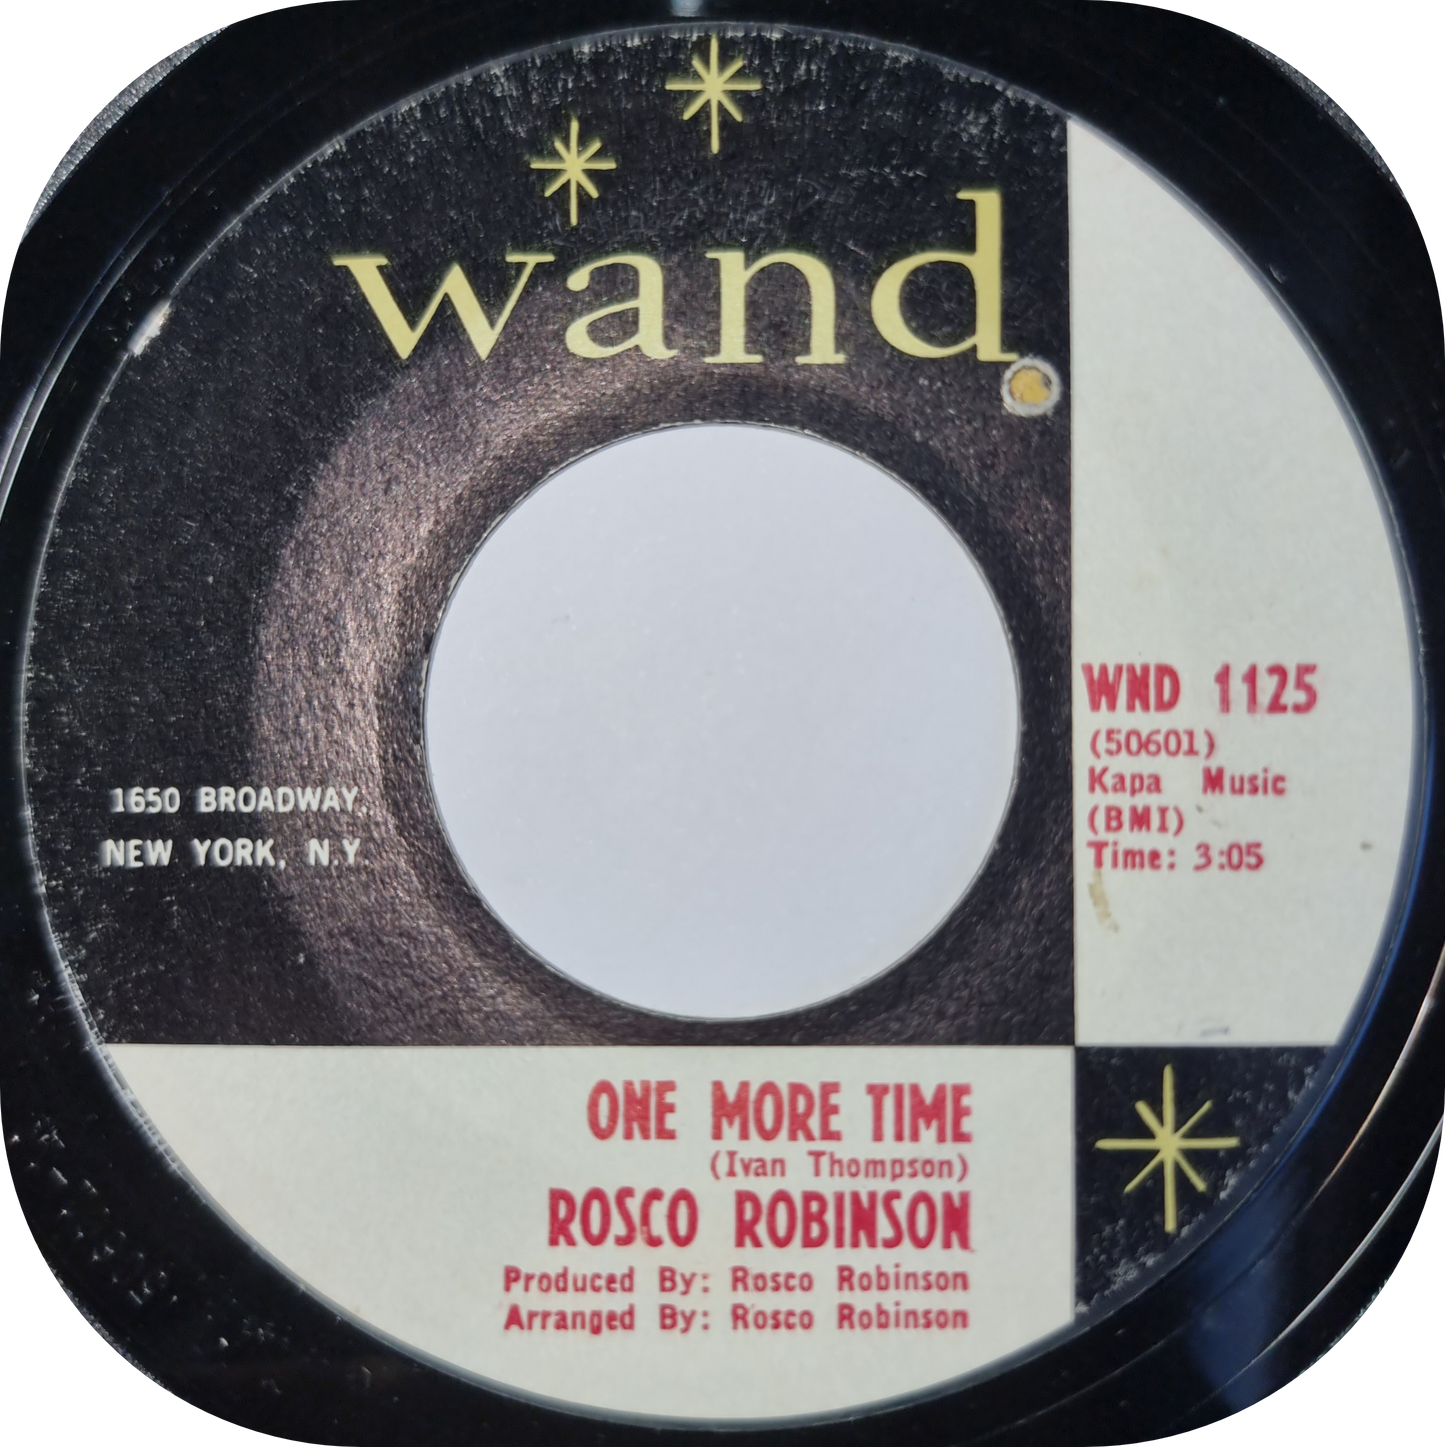 wand
1650 BROADWAY,
NEW YORK, N.Y.
WND 1125
(50601)
Kapa Music
(BMI)
Time: 3:05
ONE MORE TIME
(Ivan Thompson)
ROSCO ROBINSON
Produced By: Rosco Robinson
Arranged By: Rosco Robinson